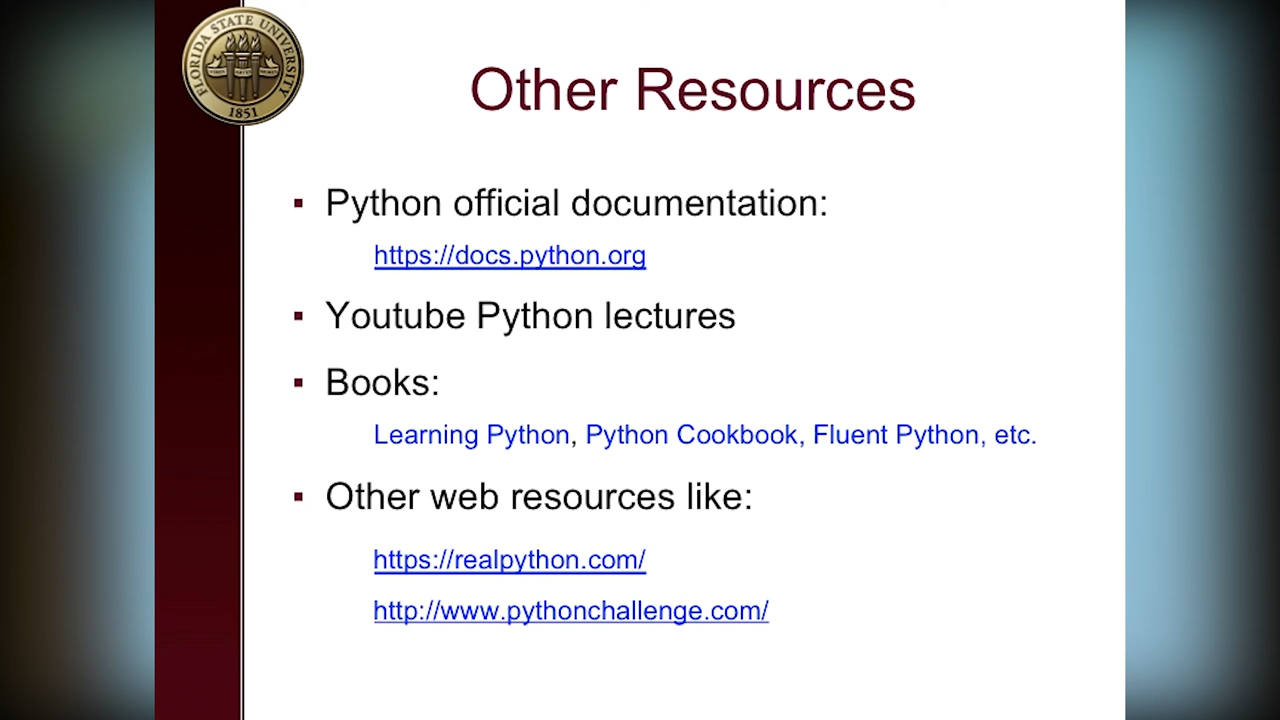 FLORIDA STATE UNIVERSITY
1851
Other Resources
▪ Python official documentation:
https://docs.python.org
▪ Youtube Python lectures
▪ Books:
Learning Python, Python Cookbook, Fluent Python, etc.
▪ Other web resources like:
https://realpython.com/
http://www.pythonchallenge.com/